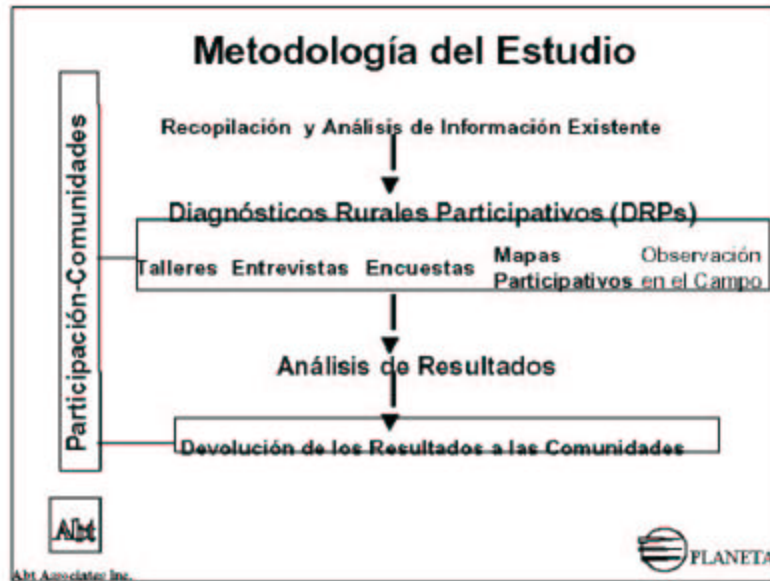 Metodología del Estudio
Participación-Comunidades
Recopilación y Análisis de Información Existente
Diagnósticos Rurales Participativos (DRPs)
Talleres Entrevistas Encuestas Mapas Participativos Observación en el Campo
Análisis de Resultados
Devolución de los Resultados a las Comunidades
Abt
Abt Associates Inc.
PLANETA